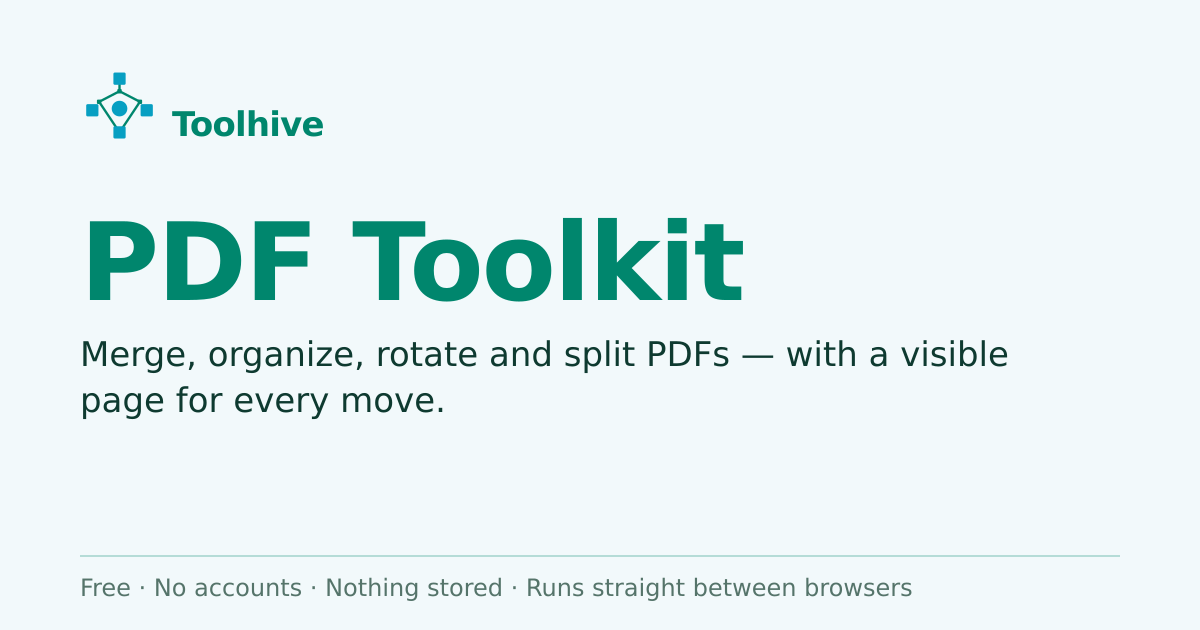 Toolhive
PDF Toolkit
Merge, organize, rotate and split PDFs — with a visible
page for every move.
Free · No accounts · Nothing stored · Runs straight between browsers